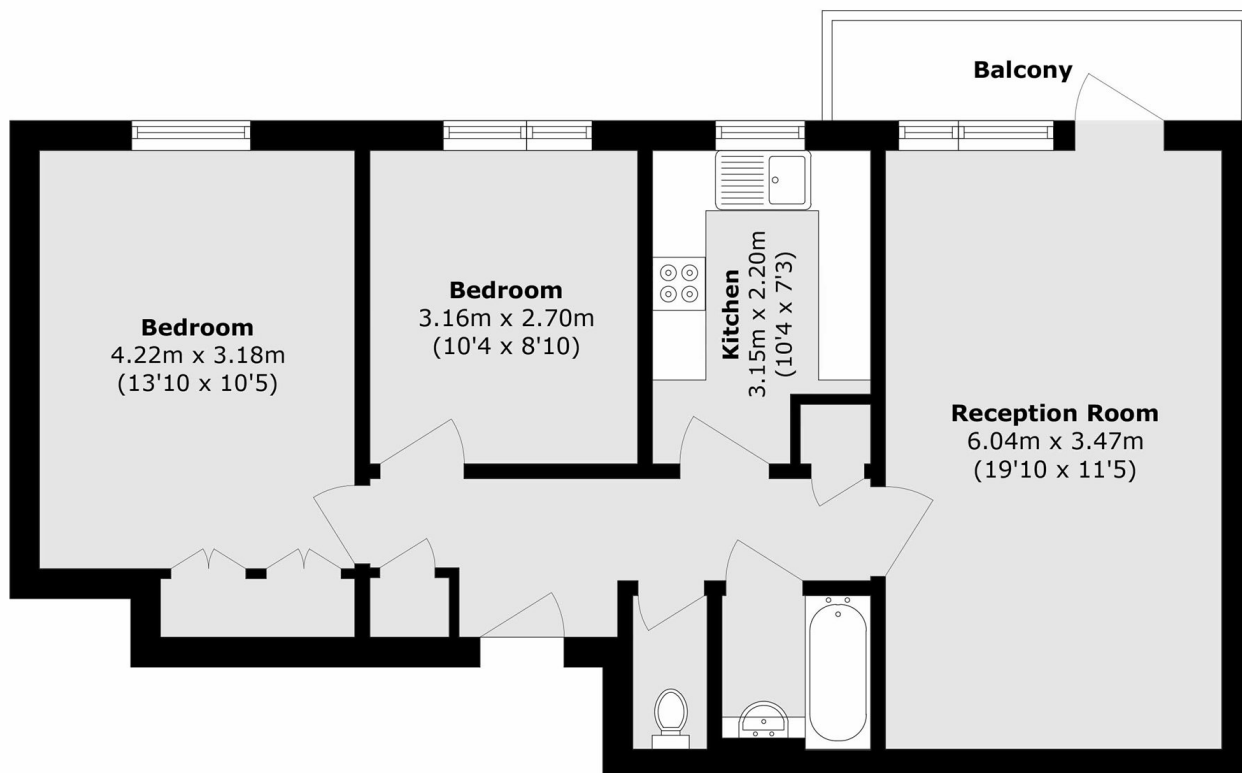 Balcony
Bedroom
4.22m x 3.18m
(13'10 x 10'5)
Bedroom
3.16m x 2.70m
(10'4 x 8'10)
Kitchen
3.15m x 2.20m
(10'4 x 7'3)
Reception Room
6.04m x 3.47m
(19'10 x 11'5)